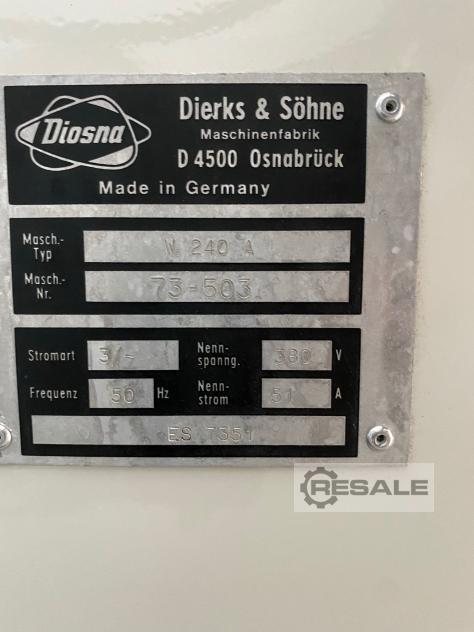 Diosna
Dierks & Söhne
Maschinenfabrik
D 4500 Osnabrück
Made in Germany
Masch.-Typ W 240 A
Masch.-Nr. 73-503
Stromart 3/~ Nenn-spanng. 380 V
Frequenz 50 Hz Nenn-strom 51 A
ES 7351
RESALE